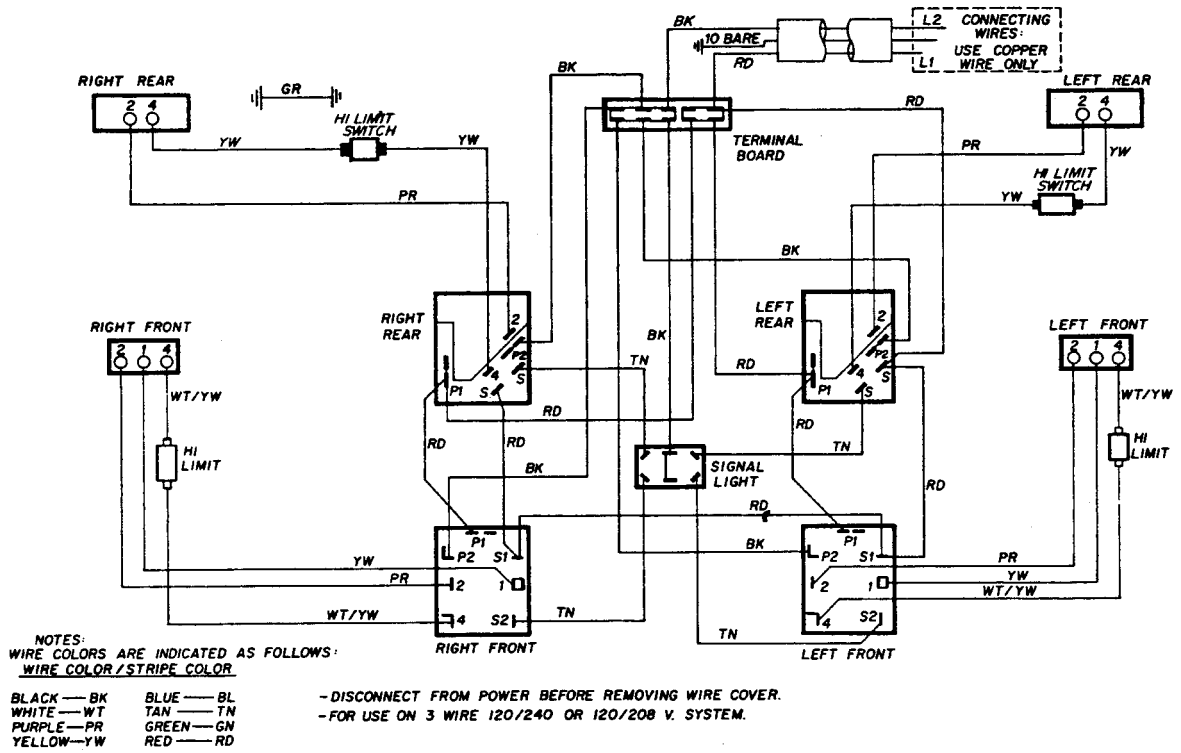 BK
L2
CONNECTING
WIRES:
USE COPPER
WIRE ONLY
L1
10 BARE
RD
RIGHT REAR
2 4
GR
BK
HI LIMIT
SWITCH
YW
YW
PR
TERMINAL
BOARD
RD
LEFT REAR
2 4
PR
YW
HI LIMIT
SWITCH
YW
BK
RIGHT
REAR
2
P2
4
S
S
P1
LEFT
REAR
2
P2
4
S
S
P1
BK
TN
RD
RD
RIGHT FRONT
2 1 4
WT/YW
HI
LIMIT
LEFT FRONT
2 1 4
WT/YW
HI
LIMIT
RD
RD
BK
SIGNAL
LIGHT
TN
RD
RD
RD
BK
P1
P2
S1
2
1
4
S2
RIGHT FRONT
YW
PR
WT/YW
TN
P1
P2
S1
2
1
4
S2
LEFT FRONT
PR
YW
WT/YW
TN
NOTES:
WIRE COLORS ARE INDICATED AS FOLLOWS:
WIRE COLOR/STRIPE COLOR
BLACK — BK BLUE — BL
WHITE — WT TAN — TN
PURPLE — PR GREEN — GN
YELLOW — YW RED — RD
- DISCONNECT FROM POWER BEFORE REMOVING WIRE COVER.
- FOR USE ON 3 WIRE 120/240 OR 120/208 V. SYSTEM.